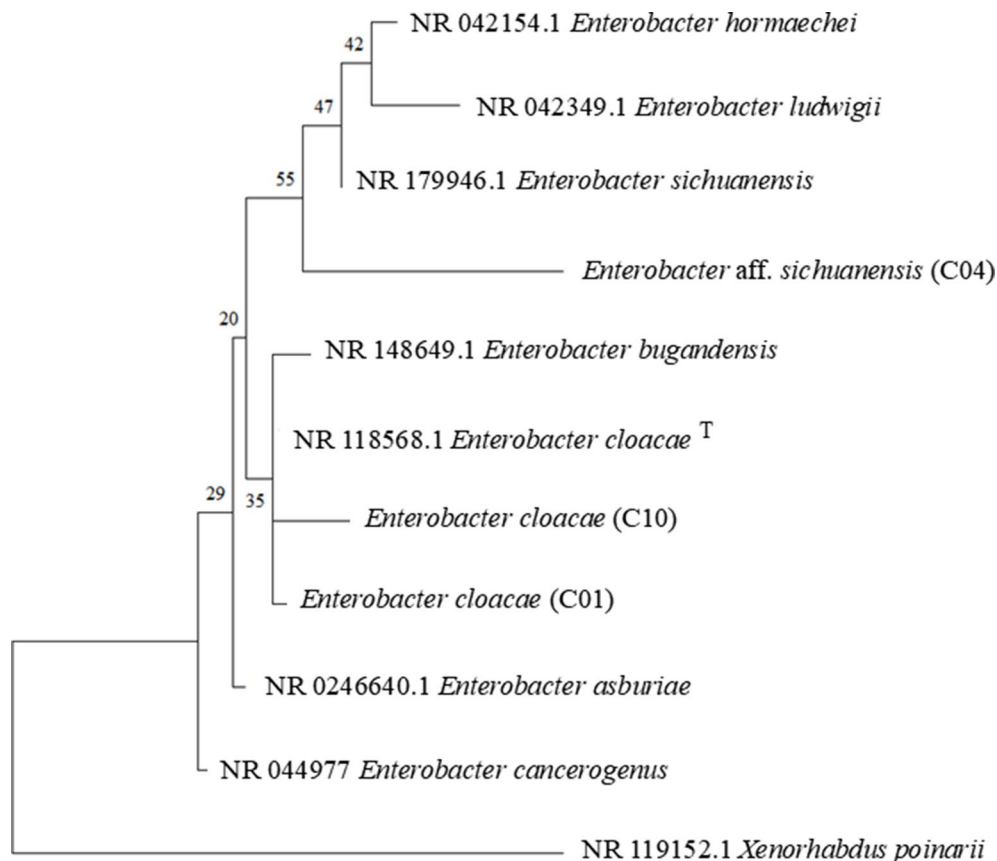 NR 042154.1 Enterobacter hormaechei
42
NR 042349.1 Enterobacter ludwigii
47
NR 179946.1 Enterobacter sichuanensis
55
Enterobacter aff. sichuanensis (C04)
20
NR 148649.1 Enterobacter bugandensis
NR 118568.1 Enterobacter cloacae T
29
35
Enterobacter cloacae (C10)
Enterobacter cloacae (C01)
NR 0246640.1 Enterobacter asburiae
NR 044977 Enterobacter cancerogenus
NR 119152.1 Xenorhabdus poinarii